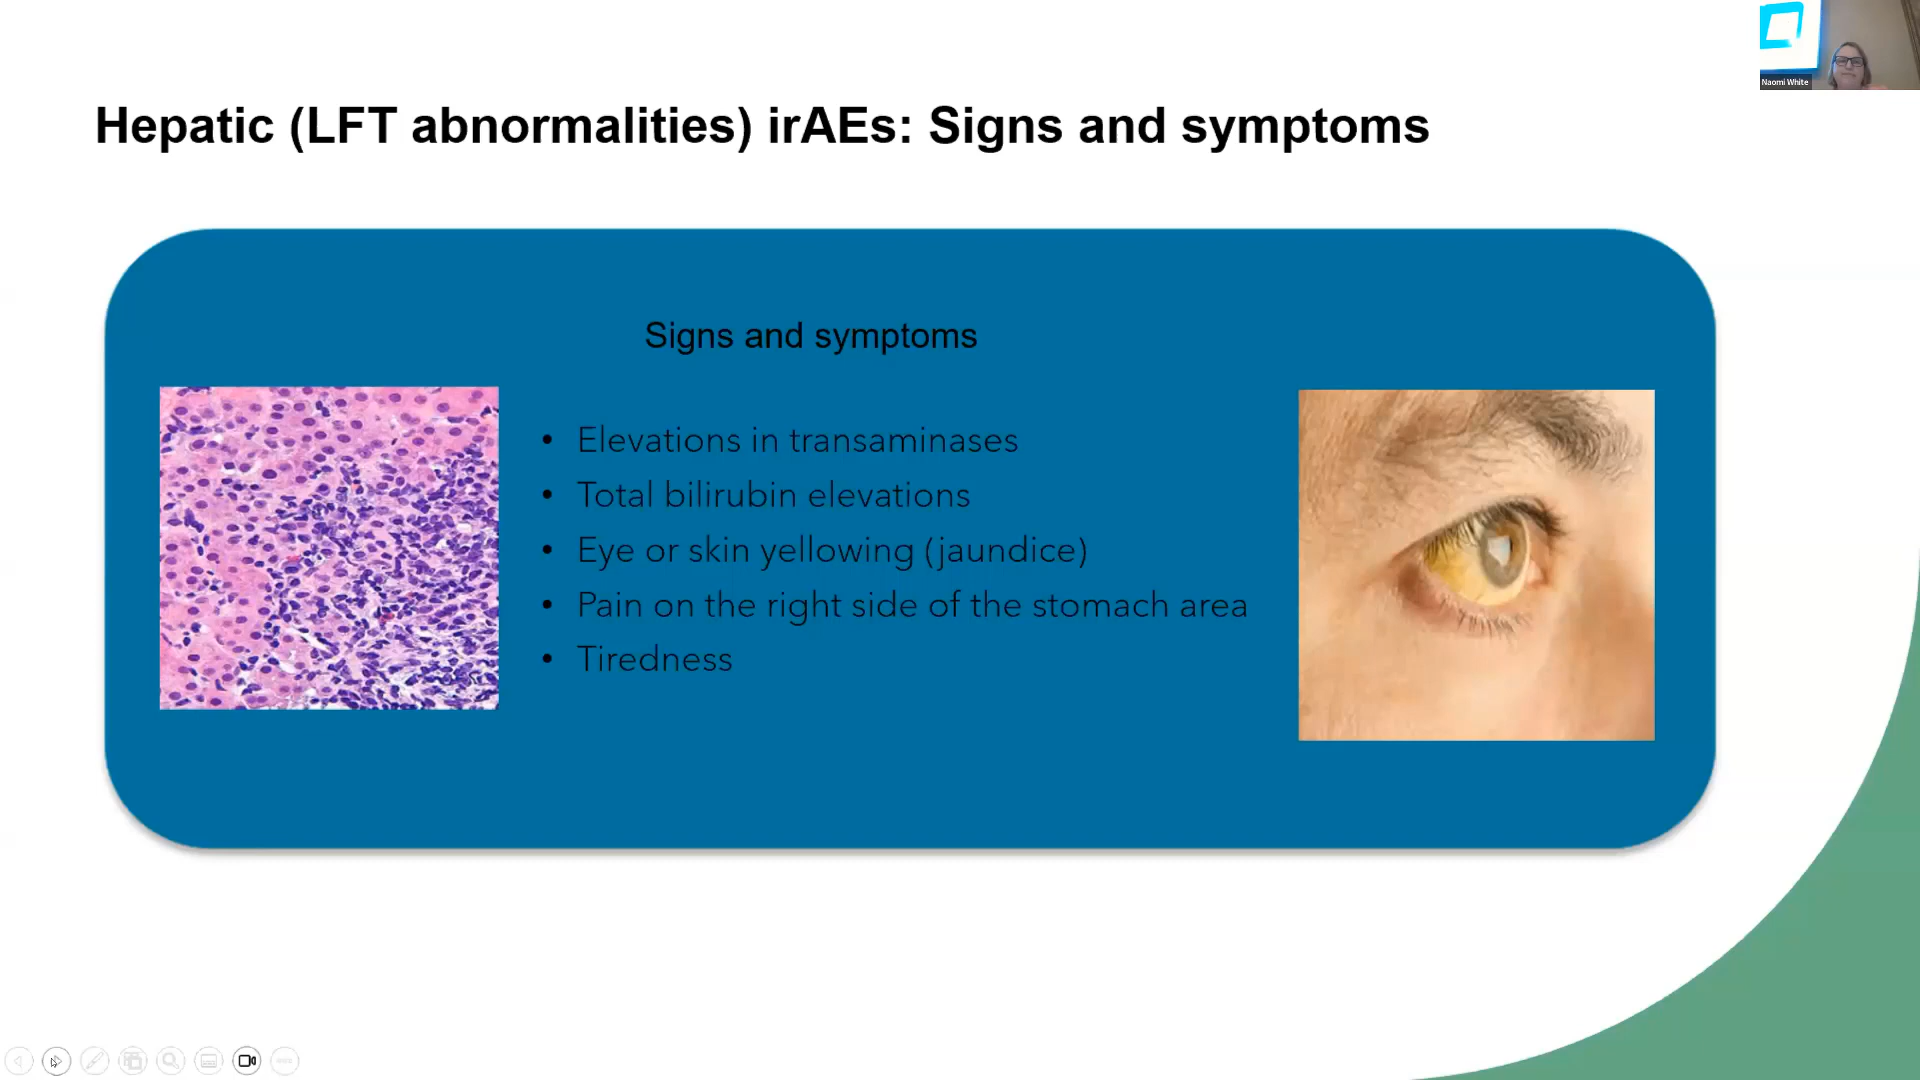 Naomi White
Hepatic (LFT abnormalities) irAEs: Signs and symptoms
Signs and symptoms
• Elevations in transaminases
• Total bilirubin elevations
• Eye or skin yellowing (jaundice)
• Pain on the right side of the stomach area
• Tiredness